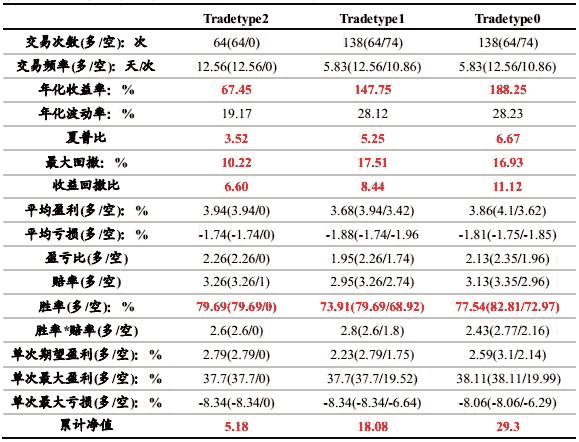 Tradetype2 Tradetype1 Tradetype0
交易次数(多/空): 次 64(64/0) 138(64/74) 138(64/74)
交易频率(多/空): 天/次 12.56(12.56/0) 5.83(12.56/10.86) 5.83(12.56/10.86)
年化收益率: % 67.45 147.75 188.25
年化波动率: % 19.17 28.12 28.23
夏普比 3.52 5.25 6.67
最大回撤: % 10.22 17.51 16.93
收益回撤比 6.60 8.44 11.12
平均盈利(多/空): % 3.94(3.94/0) 3.68(3.94/3.42) 3.86(4.1/3.62)
平均亏损(多/空): % -1.74(-1.74/0) -1.88(-1.74/-1.96 -1.81(-1.75/-1.85)
盈亏比(多/空) 2.26(2.26/0) 1.95(2.26/1.74) 2.13(2.35/1.96)
赔率(多/空) 3.26(3.26/1) 2.95(3.26/2.74) 3.13(3.35/2.96)
胜率(多/空): % 79.69(79.69/0) 73.91(79.69/68.92) 77.54(82.81/72.97)
胜率*赔率(多/空) 2.6(2.6/0) 2.8(2.6/1.8) 2.43(2.77/2.16)
单次期望盈利(多/空): % 2.79(2.79/0) 2.23(2.79/1.75) 2.59(3.1/2.14)
单次最大盈利(多/空): % 37.7(37.7/0) 37.7(37.7/19.52) 38.11(38.11/19.99)
单次最大亏损(多/空): % -8.34(-8.34/0) -8.34(-8.34/-6.64) -8.06(-8.06/-6.29)
累计净值 5.18 18.08 29.3